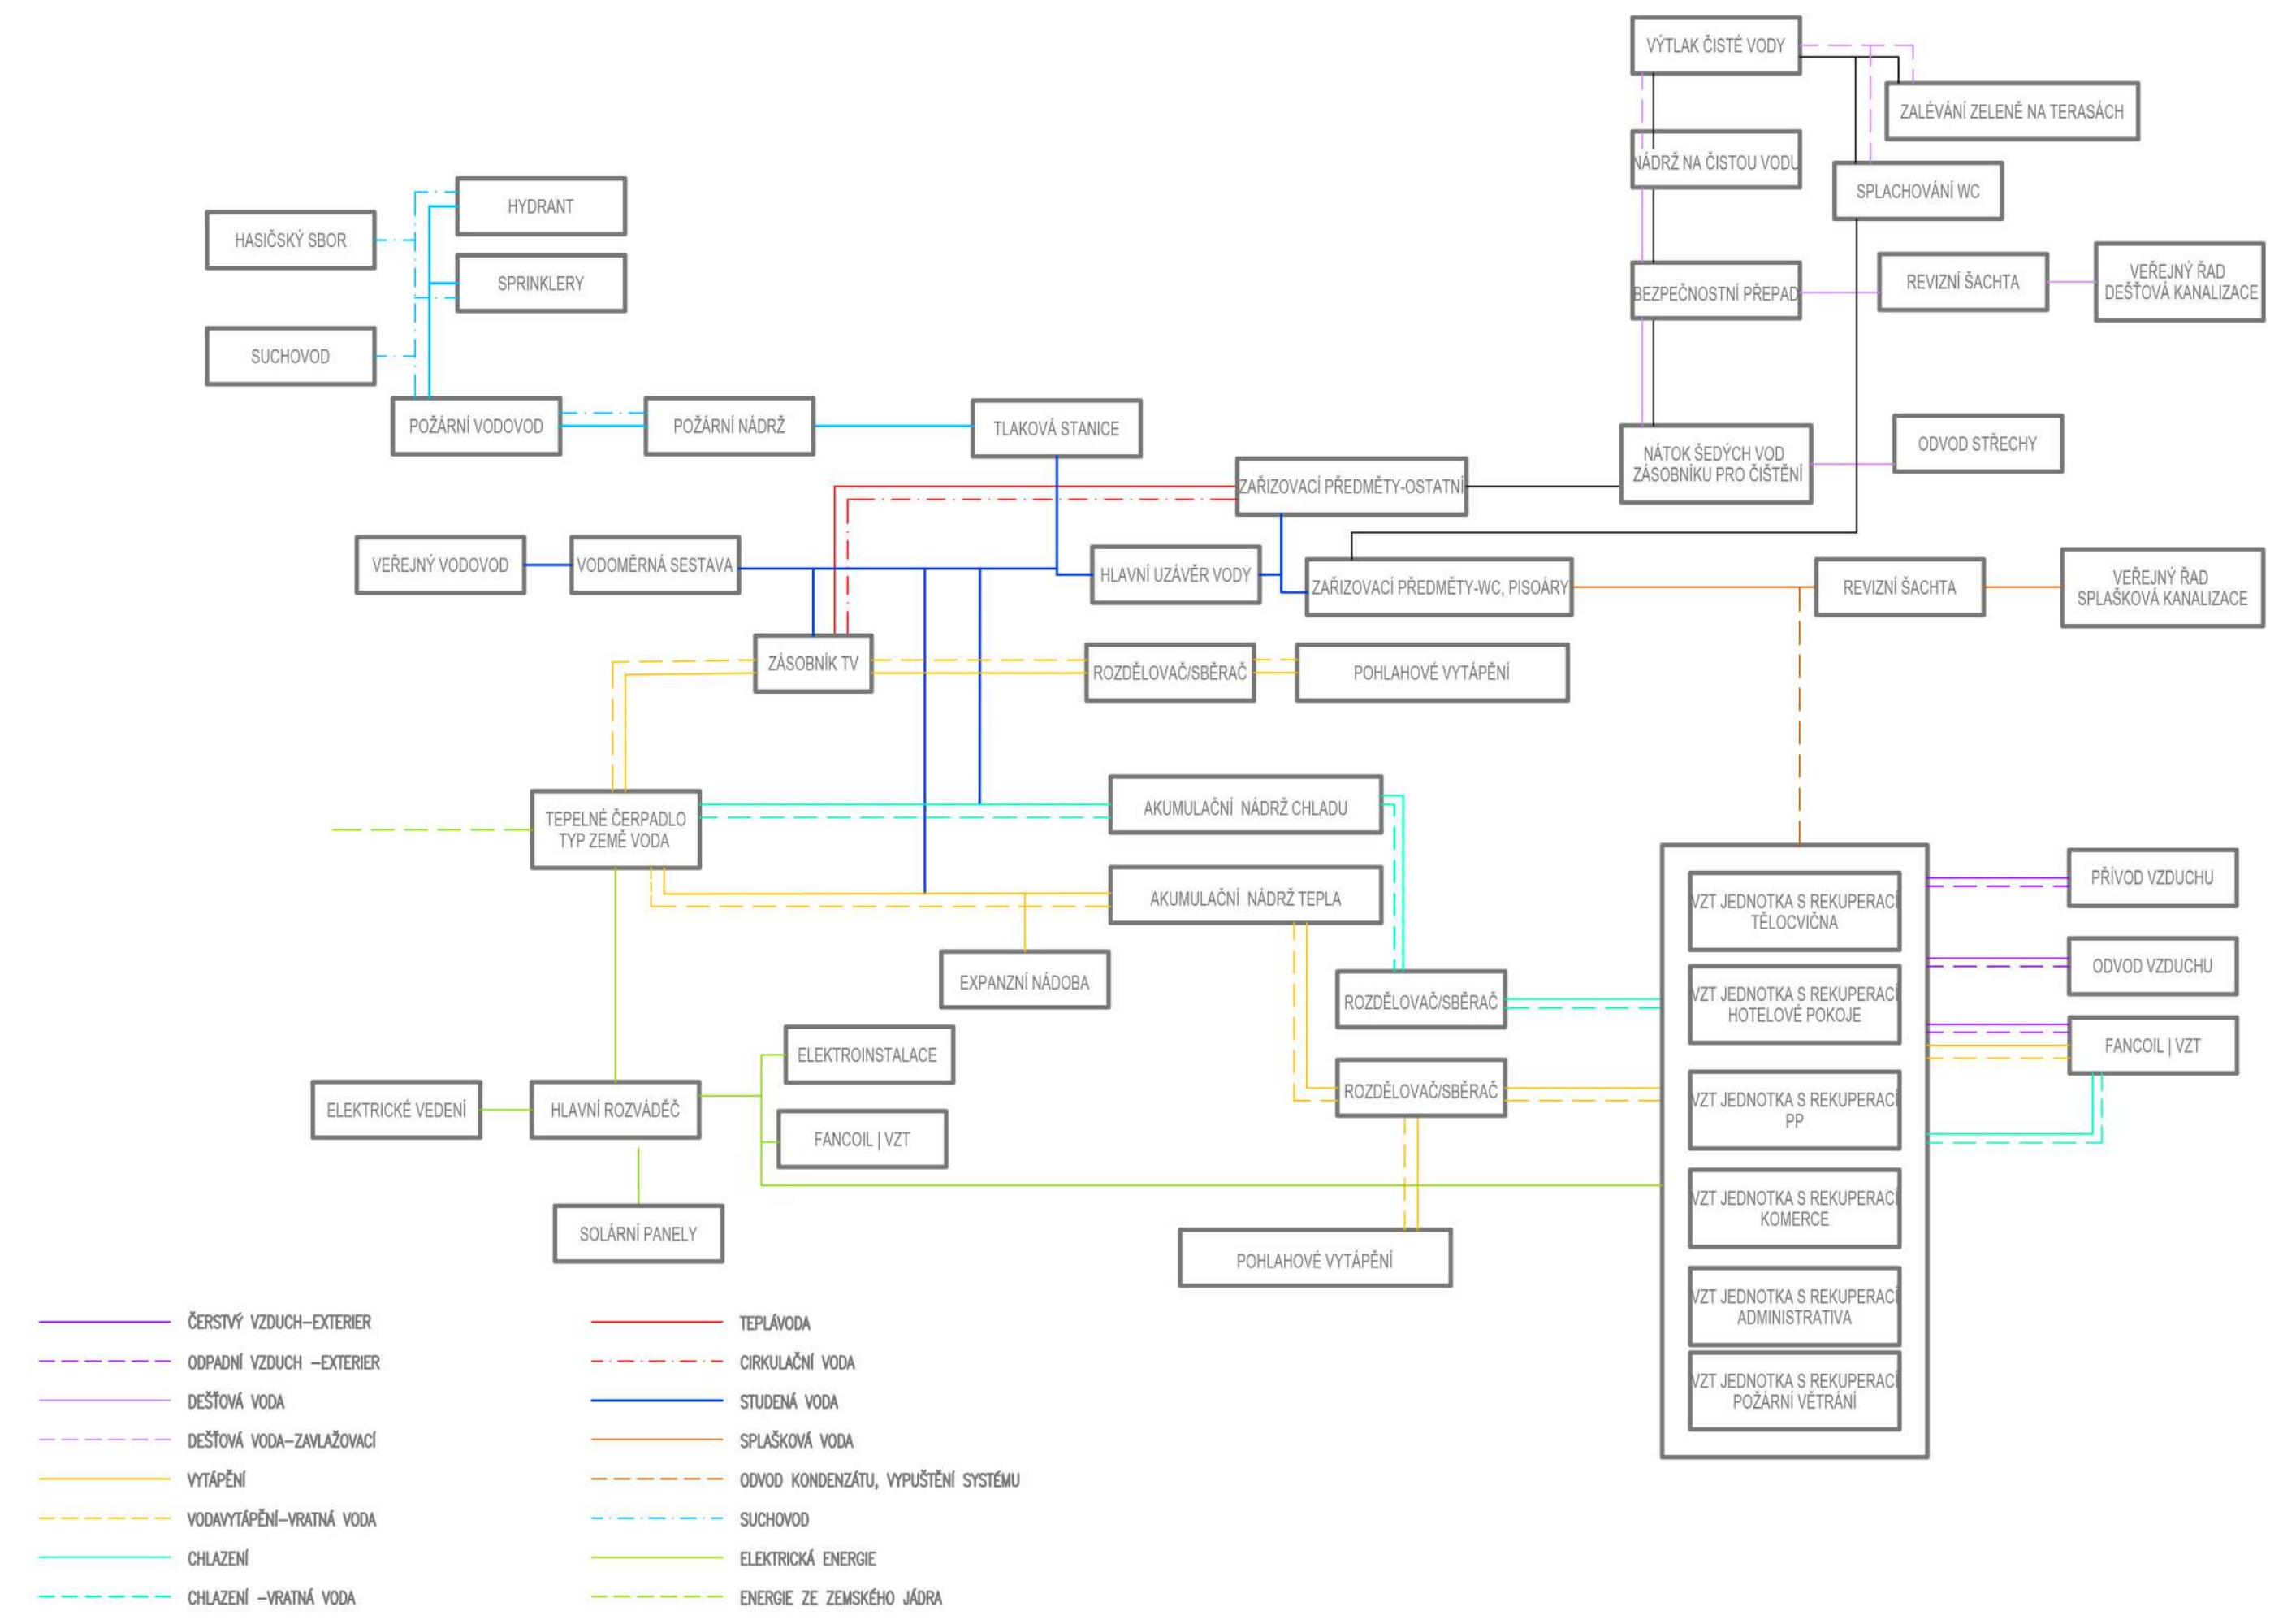 VÝTLAK ČISTÉ VODY
ZALÉVÁNÍ ZELENĚ NA TERASÁCH
NÁDRŽ NA ČISTOU VODU
SPLACHOVÁNÍ WC
HYDRANT
HASIČSKÝ SBOR
SPRINKLERY
BEZPEČNOSTNÍ PŘEPAD
REVIZNÍ ŠACHTA
VEŘEJNÝ ŘAD
DEŠŤOVÁ KANALIZACE
SUCHOVOD
POŽÁRNÍ VODOVOD
POŽÁRNÍ NÁDRŽ
TLAKOVÁ STANICE
NÁTOK ŠEDÝCH VOD
ZÁSOBNÍKU PRO ČIŠTĚNÍ
ODVOD STŘECHY
ZAŘIZOVACÍ PŘEDMĚTY-OSTATNÍ
VEŘEJNÝ VODOVOD
VODOMĚRNÁ SESTAVA
HLAVNÍ UZÁVĚR VODY
ZAŘIZOVACÍ PŘEDMĚTY-WC, PISOÁRY
REVIZNÍ ŠACHTA
VEŘEJNÝ ŘAD
SPLAŠKOVÁ KANALIZACE
ZÁSOBNÍK TV
ROZDĚLOVAČ/SBĚRAČ
POHLAHOVÉ VYTÁPĚNÍ
TEPELNÉ ČERPADLO
TYP ZEMĚ VODA
AKUMULAČNÍ NÁDRŽ CHLADU
AKUMULAČNÍ NÁDRŽ TEPLA
EXPANZNÍ NÁDOBA
ROZDĚLOVAČ/SBĚRAČ
ROZDĚLOVAČ/SBĚRAČ
VZT JEDNOTKA S REKUPERACÍ
TĚLOCVIČNA
VZT JEDNOTKA S REKUPERACÍ
HOTELOVÉ POKOJE
VZT JEDNOTKA S REKUPERACÍ
PP
VZT JEDNOTKA S REKUPERACÍ
KOMERCE
VZT JEDNOTKA S REKUPERACÍ
ADMINISTRATIVA
VZT JEDNOTKA S REKUPERACÍ
POŽÁRNÍ VĚTRÁNÍ
PŘÍVOD VZDUCHU
ODVOD VZDUCHU
FANCOIL | VZT
ELEKTROINSTALACE
ELEKTRICKÉ VEDENÍ
HLAVNÍ ROZVÁDĚČ
FANCOIL | VZT
SOLÁRNÍ PANELY
POHLAHOVÉ VYTÁPĚNÍ
ČERSTVÝ VZDUCH-EXTERIER
ODPADNÍ VZDUCH -EXTERIER
DEŠŤOVÁ VODA
DEŠŤOVÁ VODA-ZAVLAŽOVACÍ
VYTÁPĚNÍ
VODAVYTÁPĚNÍ-VRATNÁ VODA
CHLAZENÍ
CHLAZENÍ -VRATNÁ VODA
TEPLÁVODA
CIRKULAČNÍ VODA
STUDENÁ VODA
SPLAŠKOVÁ VODA
ODVOD KONDENZÁTU, VYPUŠTĚNÍ SYSTÉMU
SUCHOVOD
ELEKTRICKÁ ENERGIE
ENERGIE ZE ZEMSKÉHO JÁDRA